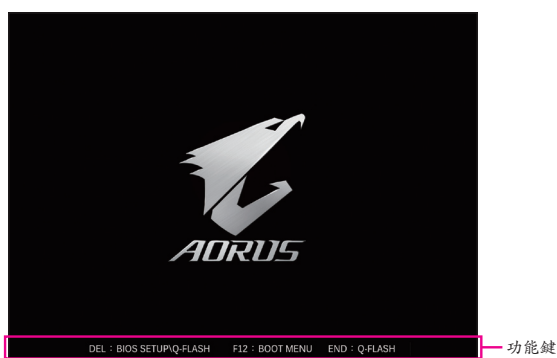 AORUS
DEL : BIOS SETUP\Q-FLASH F12 : BOOT MENU END : Q-FLASH
功能鍵